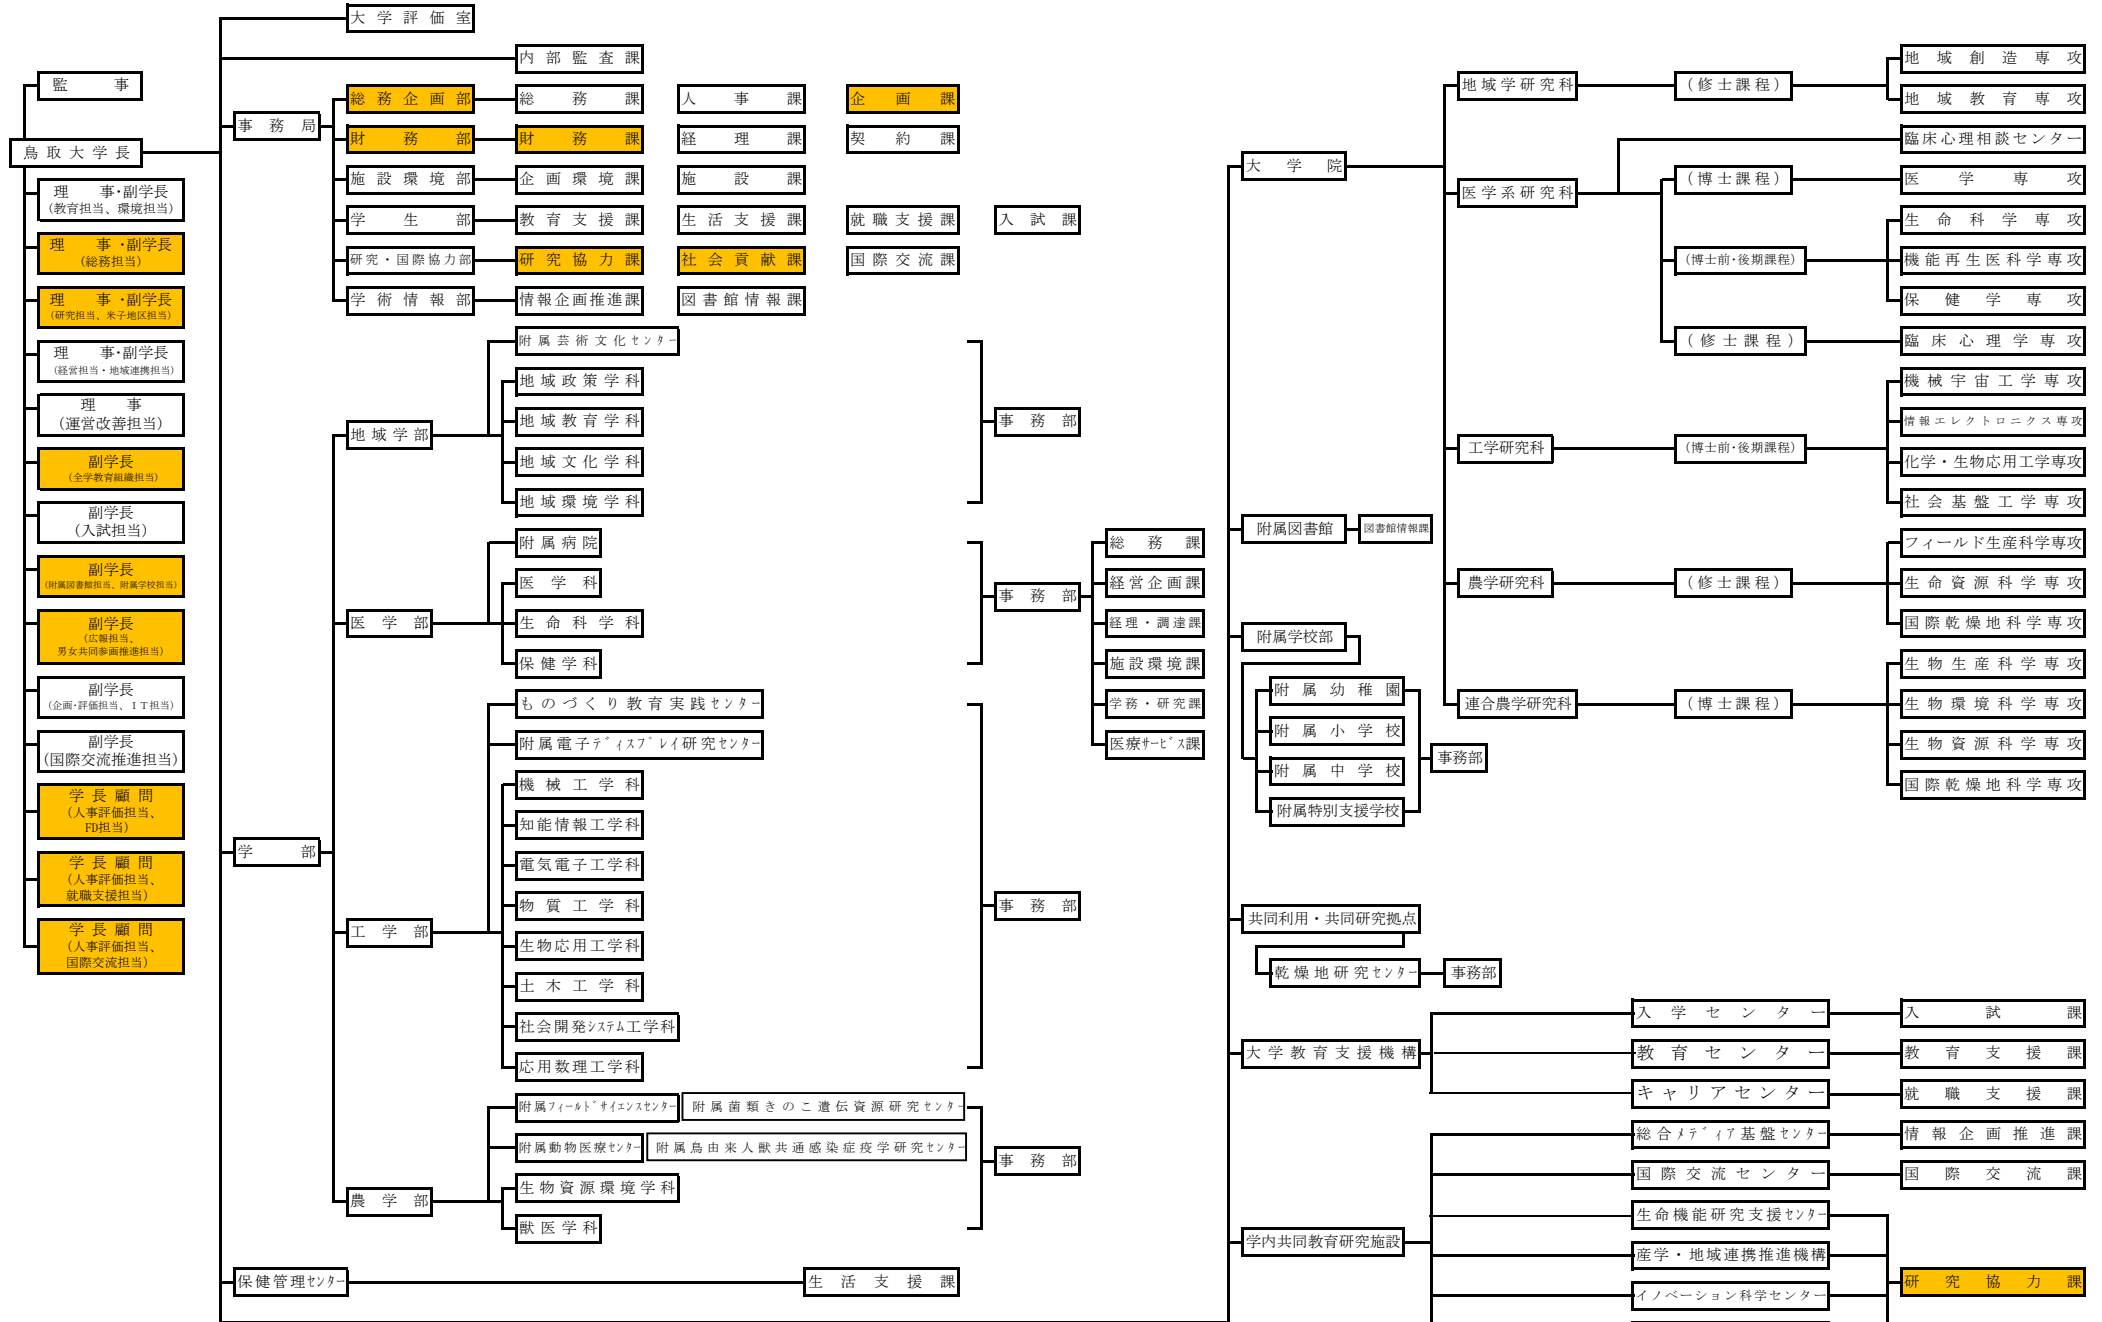 大学評価室
内部監査課
監事
鳥取大学長
理事・副学長
(教育担当、環境担当)
理事・副学長
(総務担当)
理事・副学長
(研究担当、米子地区担当)
理事・副学長
(経営担当・地域連携担当)
理事
(運営改善担当)
副学長
(全学教育組織担当)
副学長
(入試担当)
副学長
(附属図書館担当、附属学校担当)
副学長
(広報担当、
男女共同参画推進担当)
副学長
(企画・評価担当、IT担当)
副学長
(国際交流推進担当)
学長顧問
(人事評価担当、
FD担当)
学長顧問
(人事評価担当、
就職支援担当)
学長顧問
(人事評価担当、
国際交流担当)
事務局
総務企画部 総務課 人事課 企画課
財務部 財務課 経理課 契約課
施設環境部 企画環境課 施設課
学生部 教育支援課 生活支援課 就職支援課 入試課
研究・国際協力部 研究協力課 社会貢献課 国際交流課
学術情報部 情報企画推進課 図書館情報課
学部
地域学部
附属芸術文化センター
地域政策学科
地域教育学科
地域文化学科
地域環境学科
事務部
医学部
附属病院
医学科
生命科学科
保健学科
事務部
総務課
経営企画課
経理・調達課
施設環境課
学務・研究課
医療サービス課
工学部
ものづくり教育実践センター
附属電子ディスプレイ研究センター
機械工学科
知能情報工学科
電気電子工学科
物質工学科
生物応用工学科
土木工学科
社会開発システム工学科
応用数理工学科
事務部
農学部
附属フィールドサイエンスセンター 附属菌類きのこ遺伝資源研究センター
附属動物医療センター 附属鳥由来人獣共通感染症疫学研究センター
生物資源環境学科
獣医学科
事務部
保健管理センター 生活支援課
大学院
地域学研究科 (修士課程)
地域創造専攻
地域教育専攻
医学系研究科
臨床心理相談センター
(博士課程) 医学専攻
(博士前・後期課程)
生命科学専攻
機能再生医科学専攻
保健学専攻
(修士課程) 臨床心理学専攻
工学研究科 (博士前・後期課程)
機械宇宙工学専攻
情報エレクトロニクス専攻
化学・生物応用工学専攻
社会基盤工学専攻
農学研究科 (修士課程)
フィールド生産科学専攻
生命資源科学専攻
国際乾燥地科学専攻
連合農学研究科 (博士課程)
生物生産科学専攻
生物環境科学専攻
生物資源科学専攻
国際乾燥地科学専攻
附属図書館 図書館情報課
附属学校部
附属幼稚園
附属小学校
附属中学校
附属特別支援学校
事務部
共同利用・共同研究拠点
乾燥地研究センター 事務部
大学教育支援機構
入学センター 入試課
教育センター 教育支援課
キャリアセンター 就職支援課
学内共同教育研究施設
総合メディア基盤センター 情報企画推進課
国際交流センター 国際交流課
生命機能研究支援センター
産学・地域連携推進機構
イノベーション科学センター
研究協力課